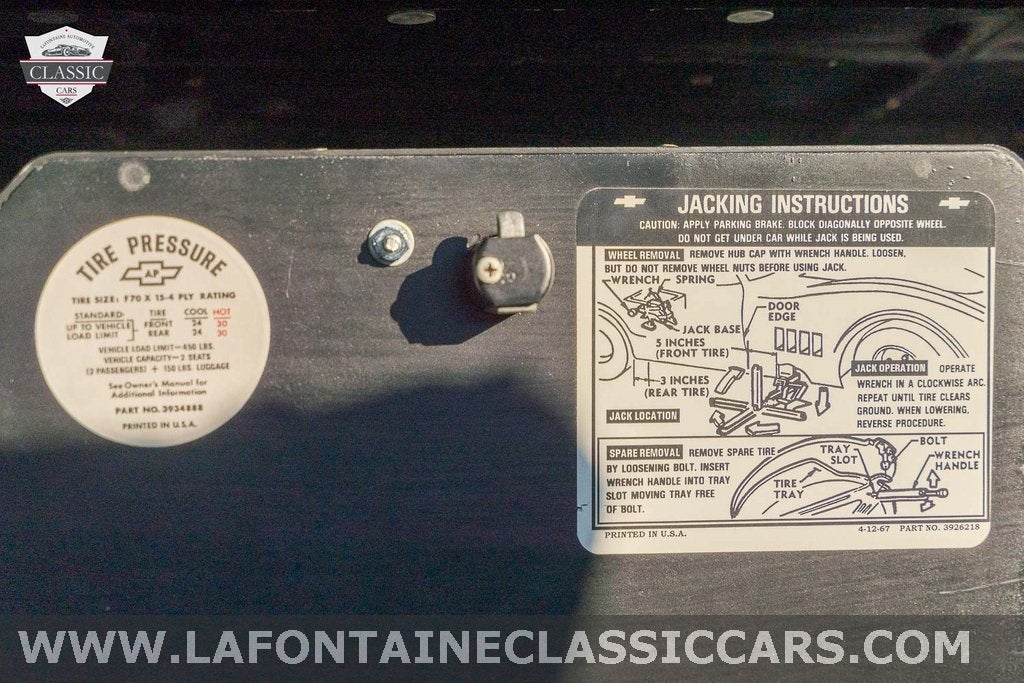 LAFONTAINE AUTOMOTIVE
CLASSIC
CARS
TIRE PRESSURE
A.P.
TIRE SIZE: F70 X 15-4 PLY RATING
STANDARD: TIRE COOL HOT
UP TO VEHICLE FRONT 24 30
LOAD LIMIT REAR 24 30
VEHICLE LOAD LIMIT—450 LBS.
VEHICLE CAPACITY—2 SEATS
(2 PASSENGERS) + 150 LBS. LUGGAGE
See Owner's Manual for
Additional Information
PART NO. 3934888
PRINTED IN U.S.A.
JACKING INSTRUCTIONS
CAUTION: APPLY PARKING BRAKE. BLOCK DIAGONALLY OPPOSITE WHEEL.
DO NOT GET UNDER CAR WHILE JACK IS BEING USED.
WHEEL REMOVAL REMOVE HUB CAP WITH WRENCH HANDLE. LOOSEN,
BUT DO NOT REMOVE WHEEL NUTS BEFORE USING JACK.
WRENCH SPRING
DOOR
EDGE
JACK BASE
5 INCHES
(FRONT TIRE)
3 INCHES
(REAR TIRE)
JACK LOCATION
JACK OPERATION OPERATE
WRENCH IN A CLOCKWISE ARC.
REPEAT UNTIL TIRE CLEARS
GROUND. WHEN LOWERING,
REVERSE PROCEDURE.
SPARE REMOVAL REMOVE SPARE TIRE
BY LOOSENING BOLT. INSERT
WRENCH HANDLE INTO TRAY
SLOT MOVING TRAY FREE
OF BOLT.
TRAY
SLOT
BOLT
WRENCH
HANDLE
TIRE
TRAY
PRINTED IN U.S.A. 4-12-67 PART NO. 3926218
WWW.LAFONTAINECLASSICCARS.COM